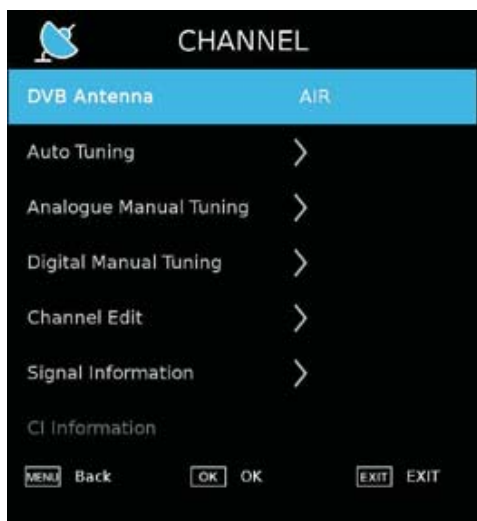 CHANNEL
DVB Antenna AIR
Auto Tuning
Analogue Manual Tuning
Digital Manual Tuning
Channel Edit
Signal Information
CI Information
MENU Back OK OK EXIT EXIT